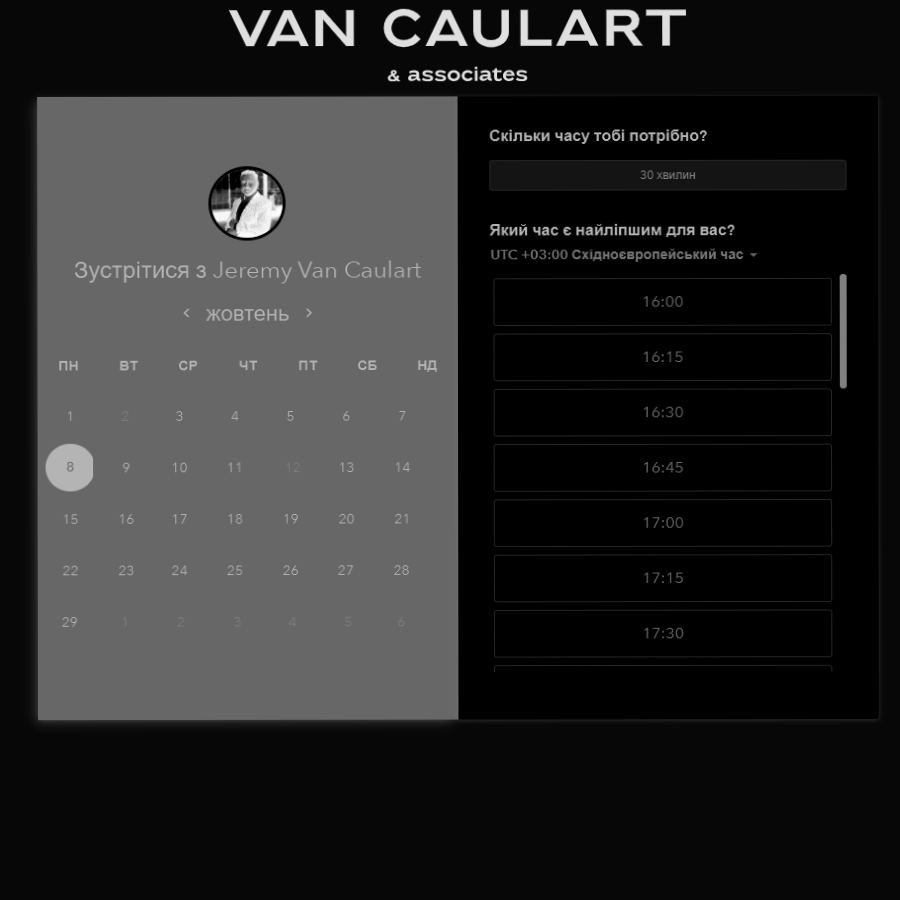 VAN CAULART
& associates
Зустрітися з Jeremy Van Caulart
жовтень
ПН ВТ СР ЧТ ПТ СБ НД
1 2 3 4 5 6 7
8 9 10 11 12 13 14
15 16 17 18 19 20 21
22 23 24 25 26 27 28
29 1 2 3 4 5 6
Скільки часу тобі потрібно?
30 хвилин
Який час є найліпшим для вас?
UTC +03:00 Східноєвропейський час
16:00
16:15
16:30
16:45
17:00
17:15
17:30